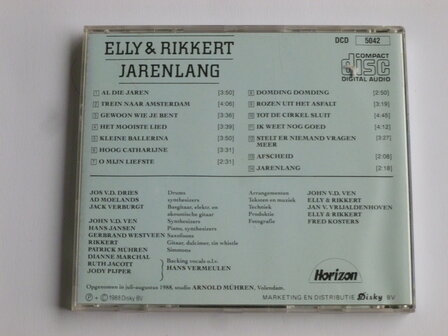 ELLY & RIKKERT
JARENLANG
DCD 5042
COMPACT
disc
DIGITAL AUDIO
1 AL DIE JAREN [3:50]
2 TREIN NAAR AMSTERDAM [4:06]
3 GEWOON WIE JE BENT [3:36]
4 HET MOOISTE LIED [3:39]
5 KLEINE BALLERINA [3:50]
6 HOOG CATHARIJNE [2:31]
7 O MIJN LIEFSTE [2:31]
8 DOMDING DOMDING [2:50]
9 ROZEN UIT HET ASFALT [3:19]
10 TOT DE CIRKEL SLUIT [4:48]
11 IK WEET NOG GOED [4:12]
12 STELT ER NIEMAND VRAGEN [3:27]
MEER
13 AFSCHEID [2:08]
14 JARENLANG [2:18]
JOS V.D. DRIES Drums
AD MOELANDS synthesizers
JACK VERBURGT Basgitaar, elektr. en
akoestische gitaar
JOHN V.D. VEN Synthesizers
HANS JANSEN Piano, synthesizers
GERBRAND WESTVEEN Saxofoons
RIKKERT Gitaar, dulcimer, tin whistle
PATRICK MÜHREN Simmons
DIANNE MARCHAL
RUTH JACOTT Backing vocals o.l.v.
JODY PIJPER HANS VERMEULEN
Arrangementen JOHN V.D. VEN
Teksten en muziek ELLY & RIKKERT
Techniek JAN V. VRIJALDENHOVEN
Produktie ELLY & RIKKERT
Fotografie FRED KOSTERS
Opgenomen in juli-augustus 1988, studio ARNOLD MÜHREN, Volendam.
Horizon
℗ + © 1988 Disky BV
MARKETING EN DISTRIBUTIE Disky BV